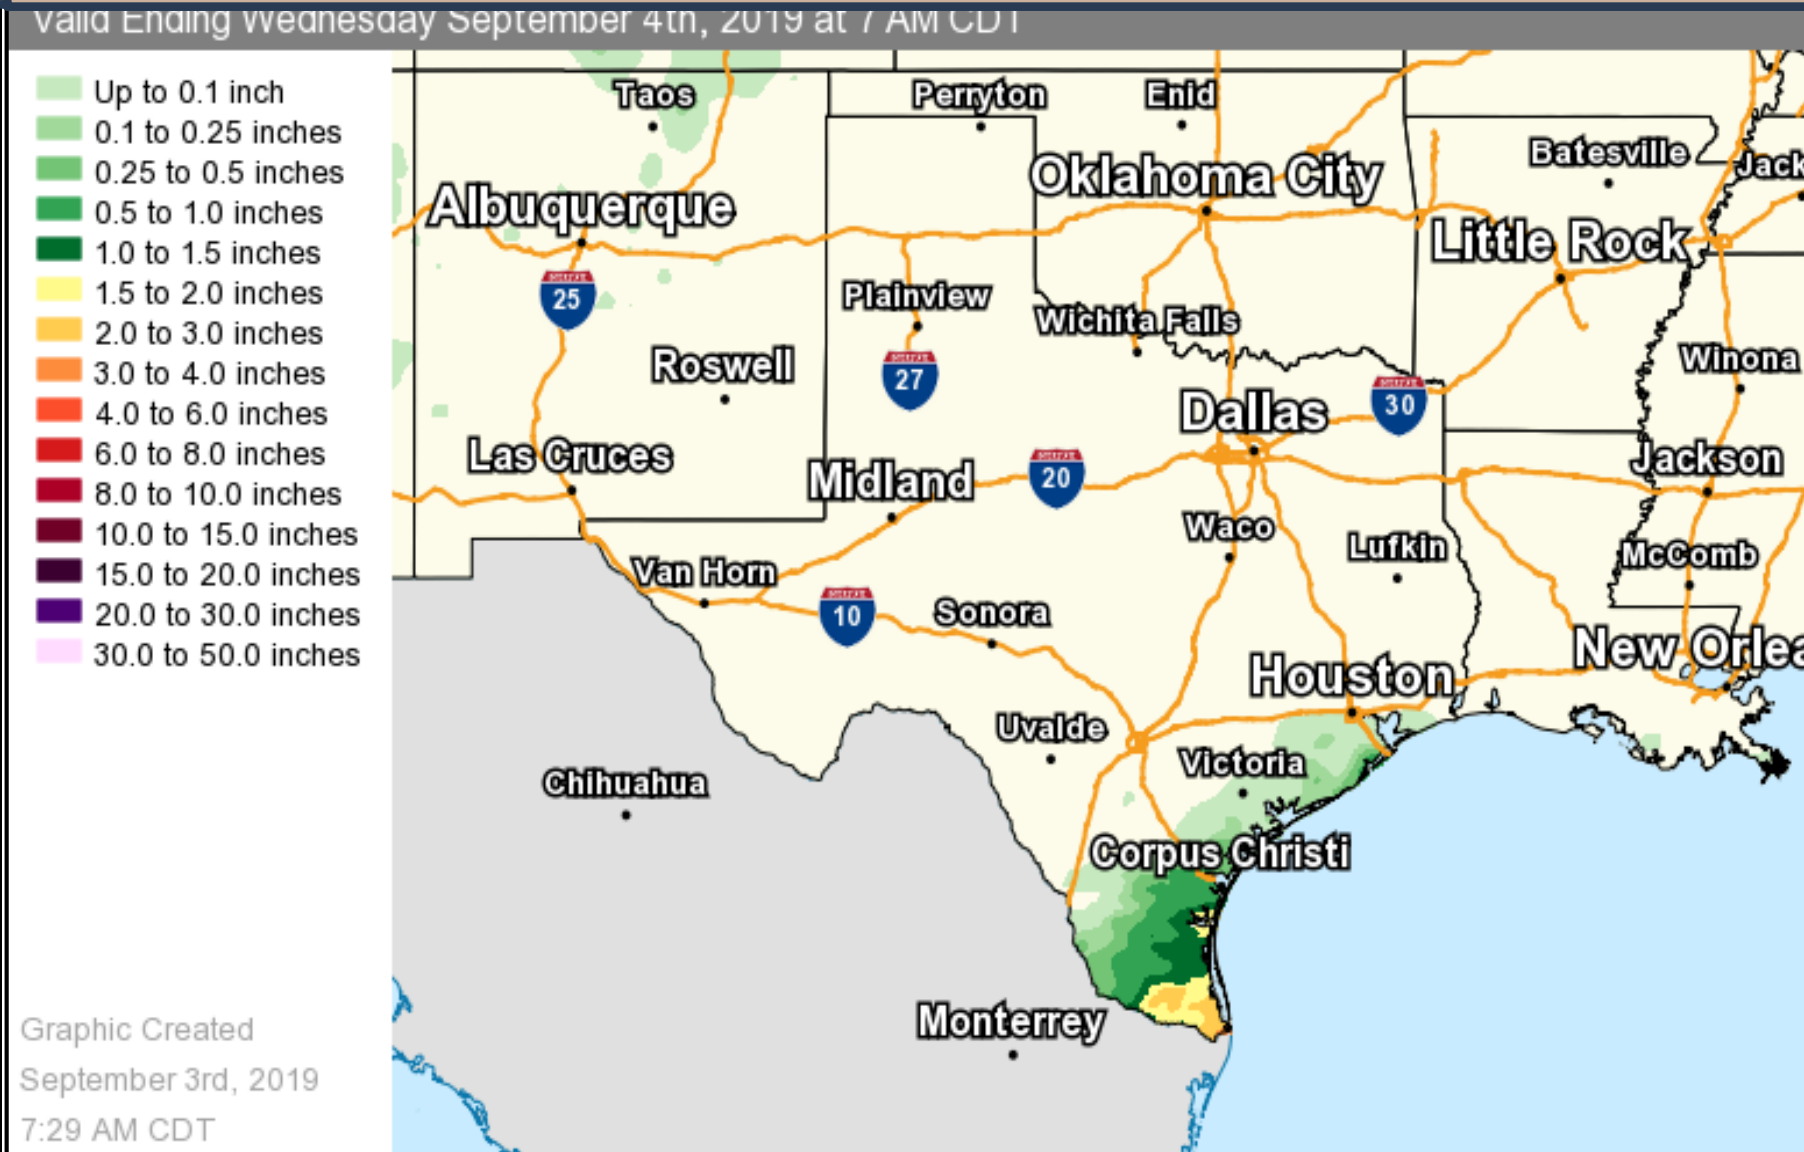 Valid Ending Wednesday September 4th, 2019 at 7 AM CDT
Up to 0.1 inch
0.1 to 0.25 inches
0.25 to 0.5 inches
0.5 to 1.0 inches
1.0 to 1.5 inches
1.5 to 2.0 inches
2.0 to 3.0 inches
3.0 to 4.0 inches
4.0 to 6.0 inches
6.0 to 8.0 inches
8.0 to 10.0 inches
10.0 to 15.0 inches
15.0 to 20.0 inches
20.0 to 30.0 inches
30.0 to 50.0 inches
Taos
Perryton
Enid
Batesville
Jack
Oklahoma City
Albuquerque
Little Rock
25
Plainview
Wichita Falls
Winona
Roswell
27
30
Dallas
Las Cruces
Midland
20
Jackson
Waco
Lufkin
McComb
Van Horn
10
Sonora
New Orlea
Houston
Uvalde
Victoria
Chihuahua
Corpus Christi
Monterrey
Graphic Created
September 3rd, 2019
7:29 AM CDT